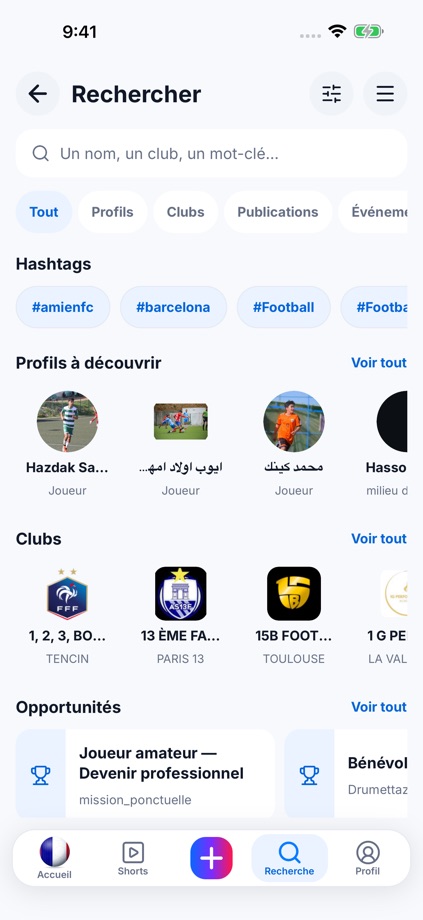 9:41
Rechercher
Un nom, un club, un mot-clé...
Tout
Profils
Clubs
Publications
Événeme
Hashtags
#amienfc
#barcelona
#Football
#Footba
Profils à découvrir
Voir tout
Hazdak Sa...
ايوب اولاد امه...
محمد كينك
Hasso
Joueur
Joueur
Joueur
milieu d
Clubs
Voir tout
FFF
AS13E
15B
1, 2, 3, BO...
13 ÈME FA...
15B FOOT...
1 G PE
TENCIN
PARIS 13
TOULOUSE
LA VAL
Opportunités
Voir tout
Joueur amateur —
Devenir professionnel
mission_ponctuelle
Bénévol
Drumettaz
Accueil
Shorts
Recherche
Profil